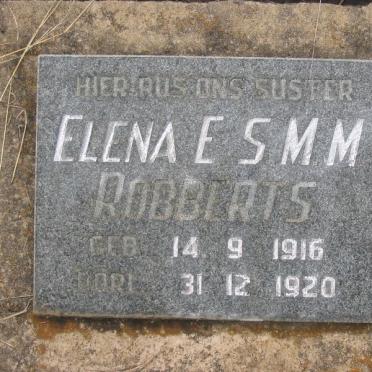 HIER RUS ONS SUSTER
ELENA E S M M
ROBBERTS
GEB 14 9 1916
OORL 31 12 1920